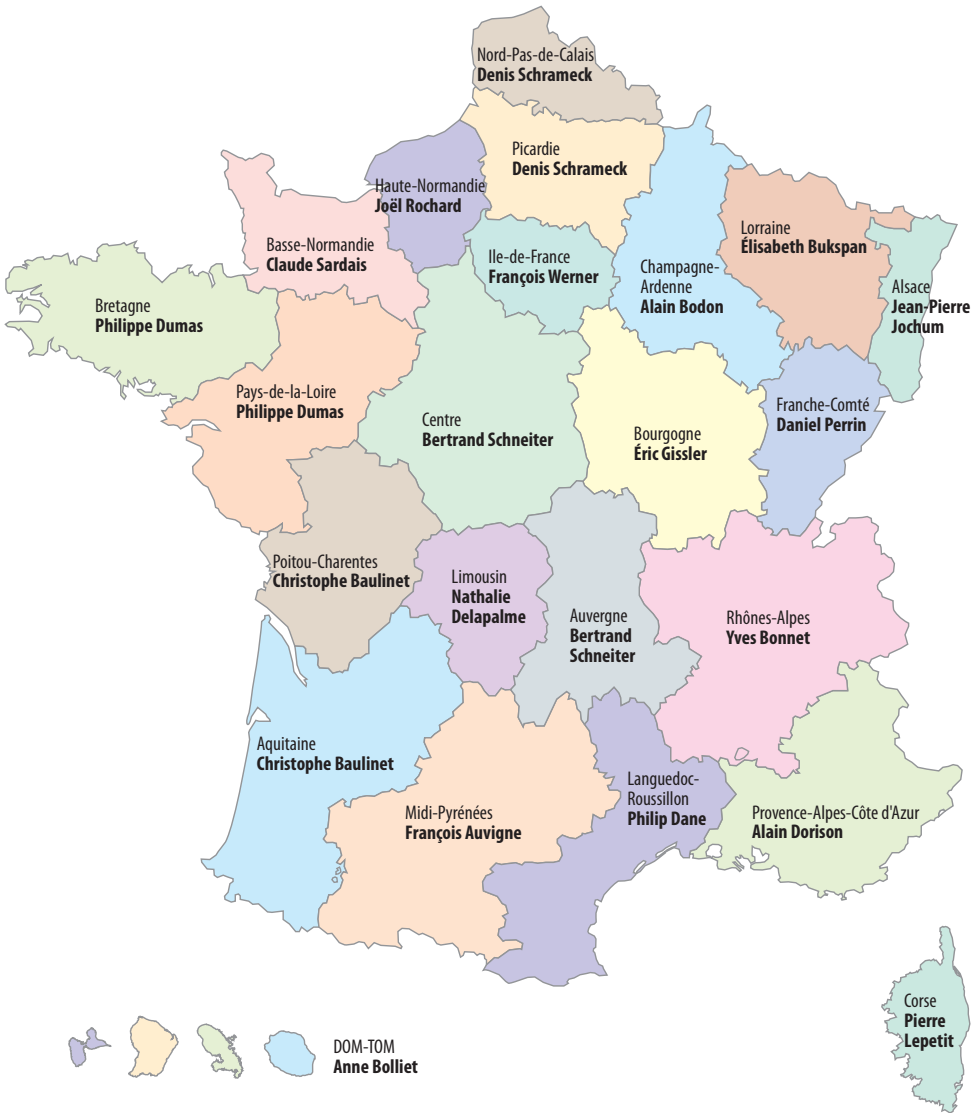 Nord-Pas-de-Calais
Denis Schrameck
Picardie
Denis Schrameck
Haute-Normandie
Joël Rochard
Basse-Normandie
Claude Sardais
Ile-de-France
François Werner
Champagne-
Ardenne
Alain Bodon
Lorraine
Élisabeth Bukspan
Alsace
Jean-Pierre
Jochum
Bretagne
Philippe Dumas
Pays-de-la-Loire
Philippe Dumas
Centre
Bertrand Schneiter
Bourgogne
Éric Gissler
Franche-Comté
Daniel Perrin
Poitou-Charentes
Christophe Baulinet
Limousin
Nathalie
Delapalme
Auvergne
Bertrand
Schneiter
Rhônes-Alpes
Yves Bonnet
Aquitaine
Christophe Baulinet
Midi-Pyrénées
François Auvigne
Languedoc-
Roussillon
Philip Dane
Provence-Alpes-Côte d'Azur
Alain Dorison
Corse
Pierre
Lepetit
DOM-TOM
Anne Bolliet